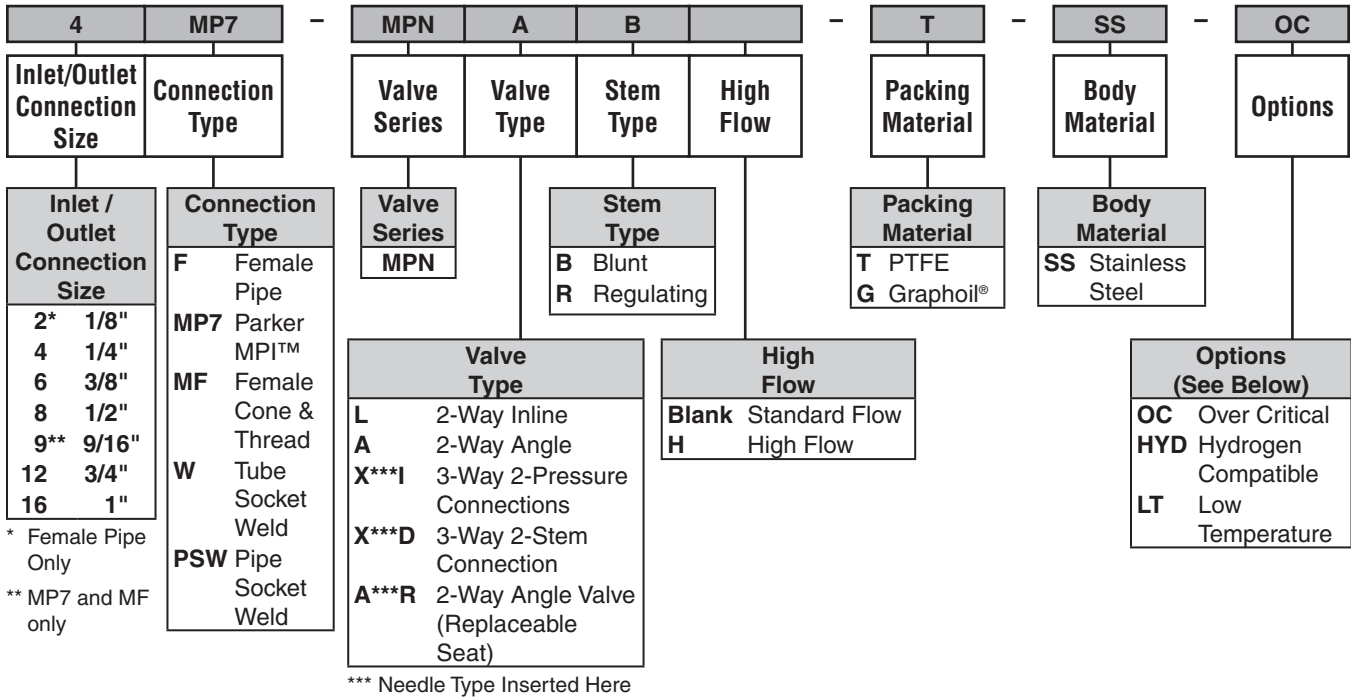 4 MP7 – MPN A B – T – SS – OC
Inlet/Outlet
Connection
Size
Connection
Type
Valve
Series
Valve
Type
Stem
Type
High
Flow
Packing
Material
Body
Material
Options
Inlet /
Outlet
Connection
Size
2* 1/8"
4 1/4"
6 3/8"
8 1/2"
9** 9/16"
12 3/4"
16 1"
* Female Pipe
Only
** MP7 and MF
only
Connection
Type
F Female
Pipe
MP7 Parker
MPI™
MF Female
Cone &
Thread
W Tube
Socket
Weld
PSW Pipe
Socket
Weld
Valve
Series
MPN
Valve
Type
L 2-Way Inline
A 2-Way Angle
X***I 3-Way 2-Pressure
Connections
X***D 3-Way 2-Stem
Connection
A***R 2-Way Angle Valve
(Replaceable
Seat)
*** Needle Type Inserted Here
Stem
Type
B Blunt
R Regulating
High
Flow
Blank Standard Flow
H High Flow
Packing
Material
T PTFE
G Graphoil®
Body
Material
SS Stainless
Steel
Options
(See Below)
OC Over Critical
HYD Hydrogen
Compatible
LT Low
Temperature